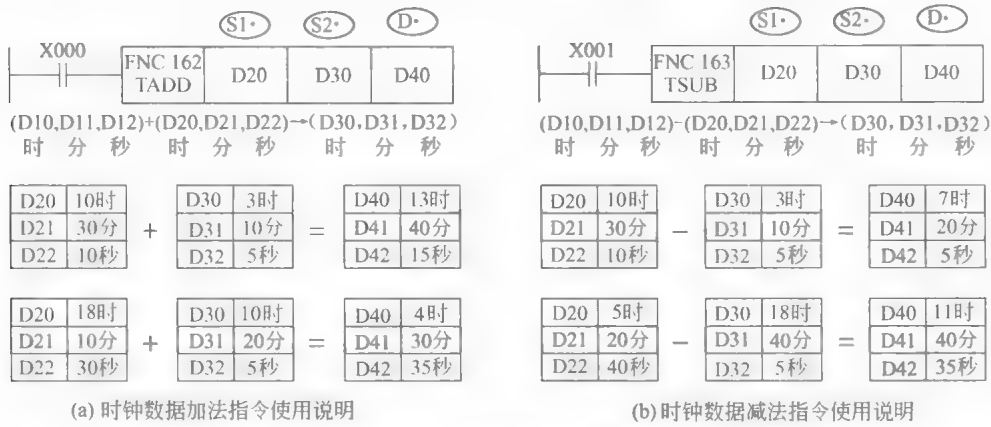 S1· S2· D·
X000
FNC 162 TADD D20 D30 D40
(D10,D11,D12)+(D20,D21,D22)→(D30,D31,D32)
时 分 秒 时 分 秒 时 分 秒
D20 10时 D30 3时 D40 13时
D21 30分 + D31 10分 = D41 40分
D22 10秒 D32 5秒 D42 15秒
D20 18时 D30 10时 D40 4时
D21 10分 + D31 20分 = D41 30分
D22 30秒 D32 5秒 D42 35秒
(a) 时钟数据加法指令使用说明
S1· S2· D·
X001
FNC 163 TSUB D20 D30 D40
(D10,D11,D12)-(D20,D21,D22)→(D30,D31,D32)
时 分 秒 时 分 秒 时 分 秒
D20 10时 D30 3时 D40 7时
D21 30分 − D31 10分 = D41 20分
D22 10秒 D32 5秒 D42 5秒
D20 5时 D30 18时 D40 11时
D21 20分 − D31 40分 = D41 40分
D22 40秒 D32 5秒 D42 35秒
(b) 时钟数据减法指令使用说明